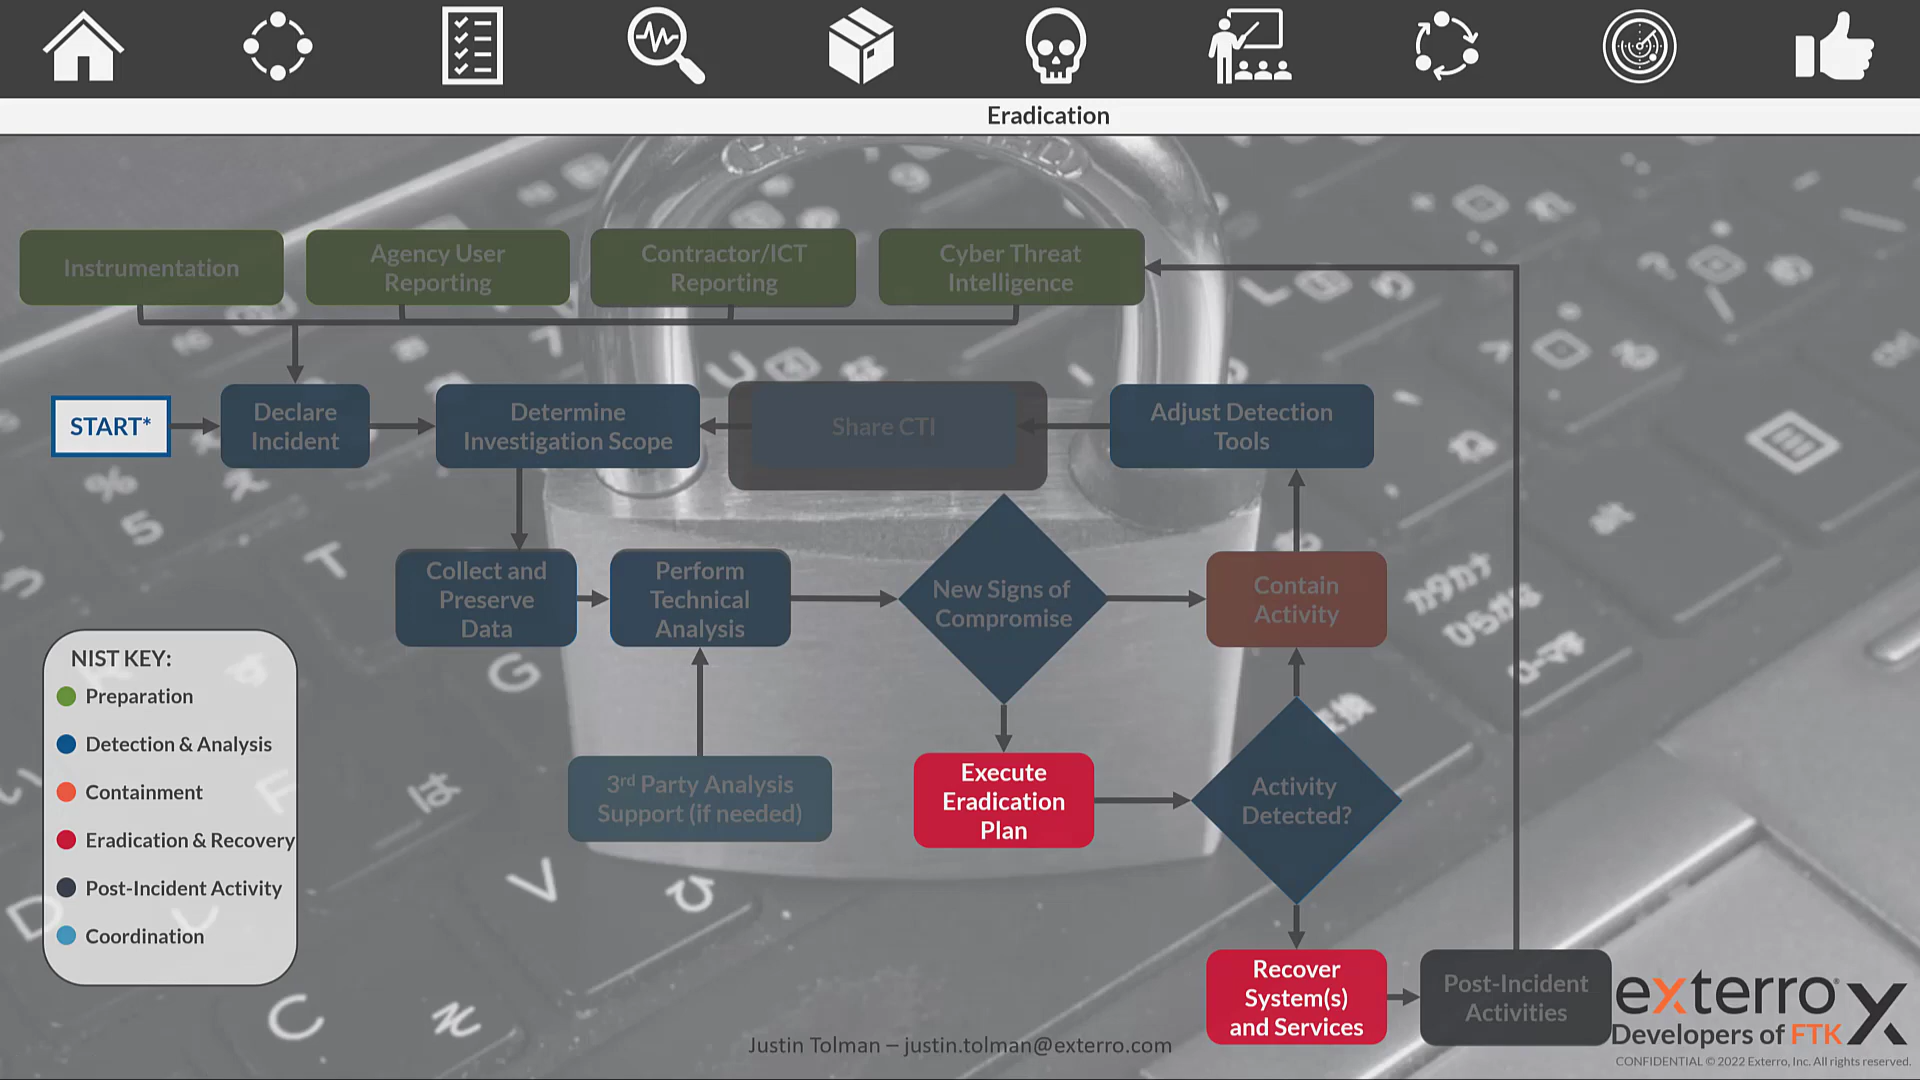 Eradication
Instrumentation
Agency User
Reporting
Contractor/ICT
Reporting
Cyber Threat
Intelligence
START*
Declare
Incident
Determine
Investigation Scope
Share CTI
Adjust Detection
Tools
Collect and
Preserve
Data
Perform
Technical
Analysis
New Signs of
Compromise
Contain
Activity
NIST KEY:
Preparation
Detection & Analysis
Containment
Eradication & Recovery
Post-Incident Activity
Coordination
3rd Party Analysis
Support (if needed)
Execute
Eradication
Plan
Activity
Detected?
Recover
System(s)
and Services
Post-Incident
Activities
exterro
Developers of FTK
Justin Tolman – justin.tolman@exterro.com
CONFIDENTIAL © 2022 Exterro, Inc. All rights reserved.